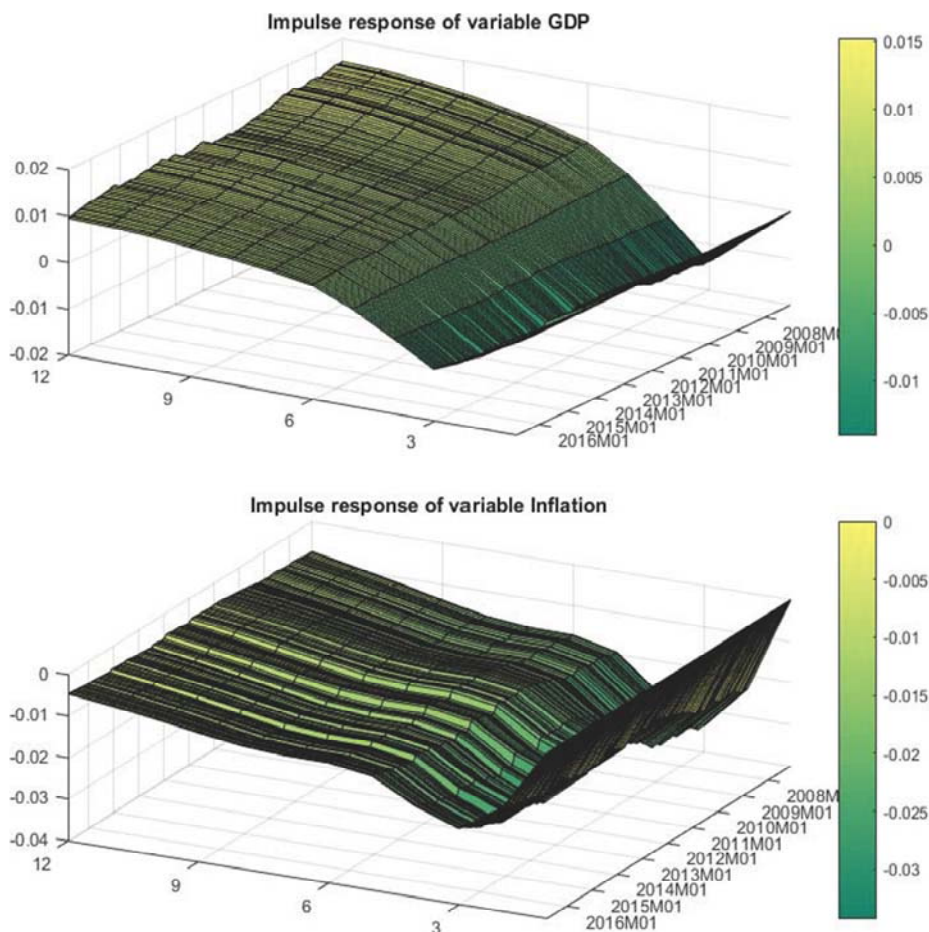 Impulse response of variable GDP
0.02
0.01
0
-0.01
-0.02
12
9
6
3
2008M0
2009M01
2010M01
2011M01
2012M01
2013M01
2014M01
2015M01
2016M01
0.015
0.01
0.005
0
-0.005
-0.01
Impulse response of variable Inflation
0
-0.01
-0.02
-0.03
-0.04
12
9
6
3
2008M
2009M01
2010M01
2011M01
2012M01
2013M01
2014M01
2015M01
2016M01
0
-0.005
-0.01
-0.015
-0.02
-0.025
-0.03